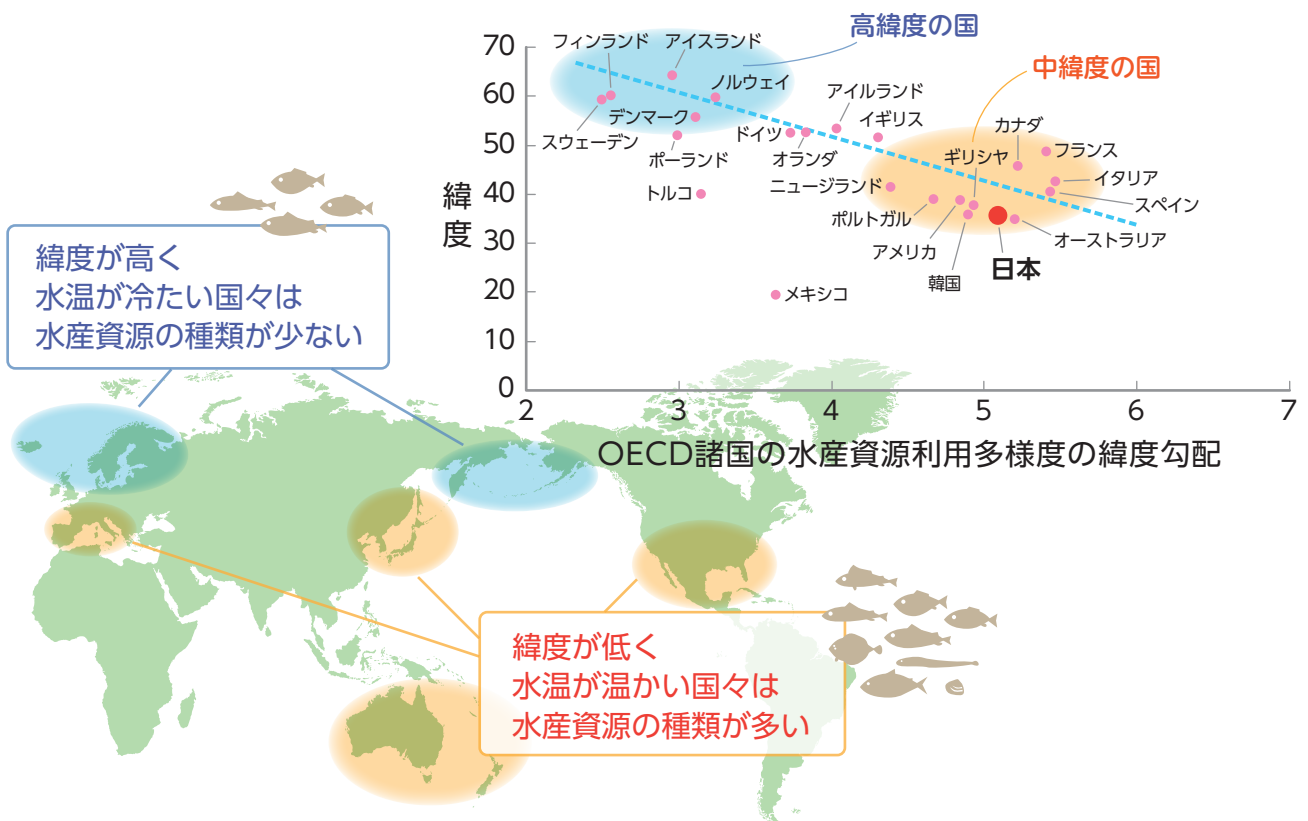 高緯度の国
中緯度の国
緯度
70
60
50
40
30
20
10
0
2
3
4
5
6
7
フィンランド
アイスランド
ノルウェイ
デンマーク
スウェーデン
ポーランド
トルコ
ドイツ
オランダ
アイルランド
イギリス
メキシコ
ニュージランド
ポルトガル
アメリカ
ギリシヤ
韓国
日本
カナダ
フランス
イタリア
スペイン
オーストラリア
OECD諸国の水産資源利用多様度の緯度勾配
緯度が高く
水温が冷たい国々は
水産資源の種類が少ない
緯度が低く
水温が温かい国々は
水産資源の種類が多い